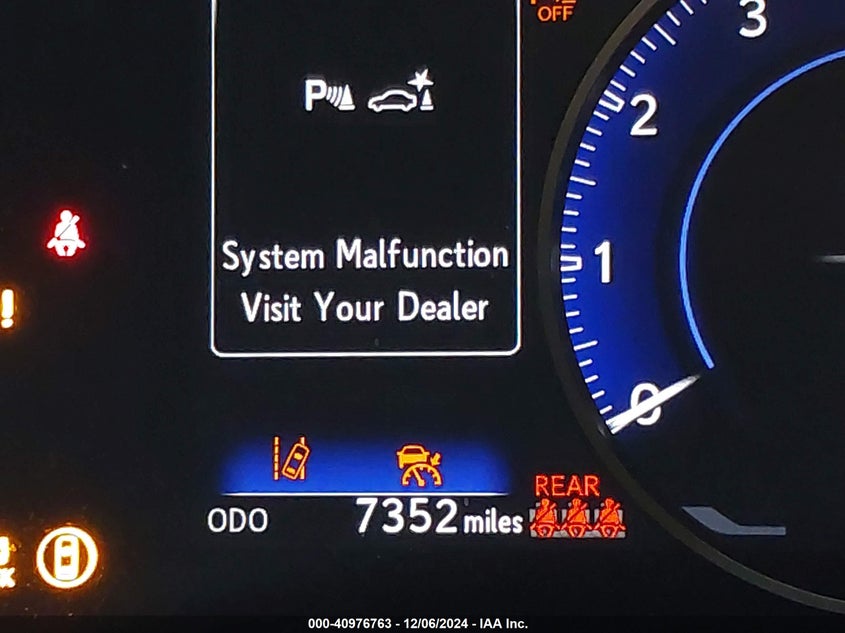 OFF
3
2
P
System Malfunction
1
Visit Your Dealer
0
REAR
ODO 7352 miles
000-40976763 - 12/06/2024 - IAA Inc.